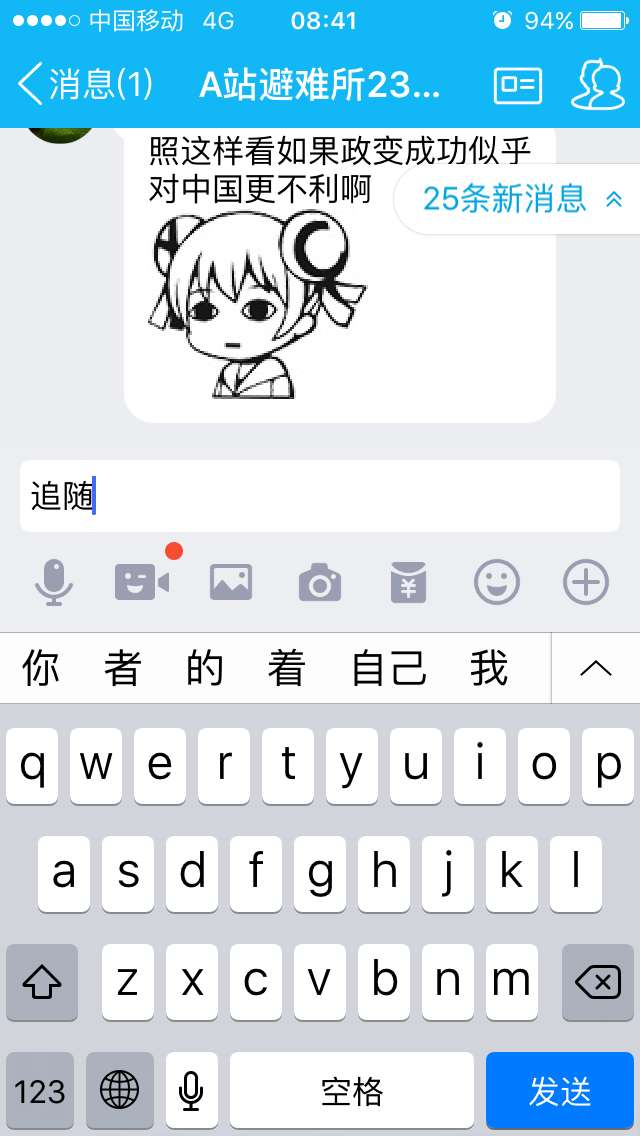 中国移动 4G 08:41 94%
消息(1) A站避难所23...
照这样看如果政变成功似乎
对中国更不利啊
25条新消息
追随
你 者 的 着 自己 我
q w e r t y u i o p
a s d f g h j k l
z x c v b n m
123 空格 发送